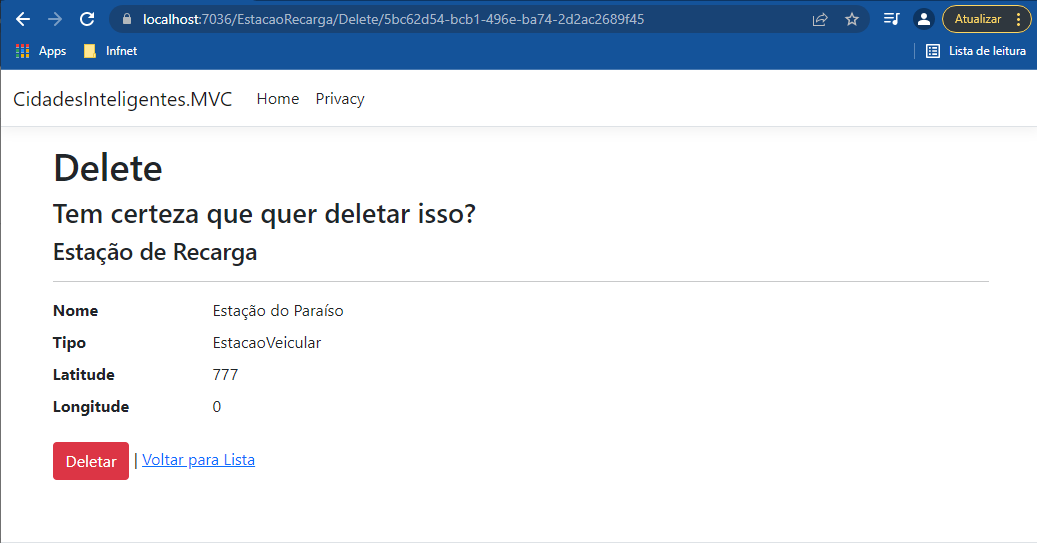 localhost:7036/EstacaoRecarga/Delete/5bc62d54-bcb1-496e-ba74-2d2ac2689f45 Atualizar
Apps Infnet Lista de leitura
CidadesInteligentes.MVC Home Privacy
Delete
Tem certeza que quer deletar isso?
Estação de Recarga
Nome Estação do Paraíso
Tipo EstacaoVeicular
Latitude 777
Longitude 0
Deletar | Voltar para Lista